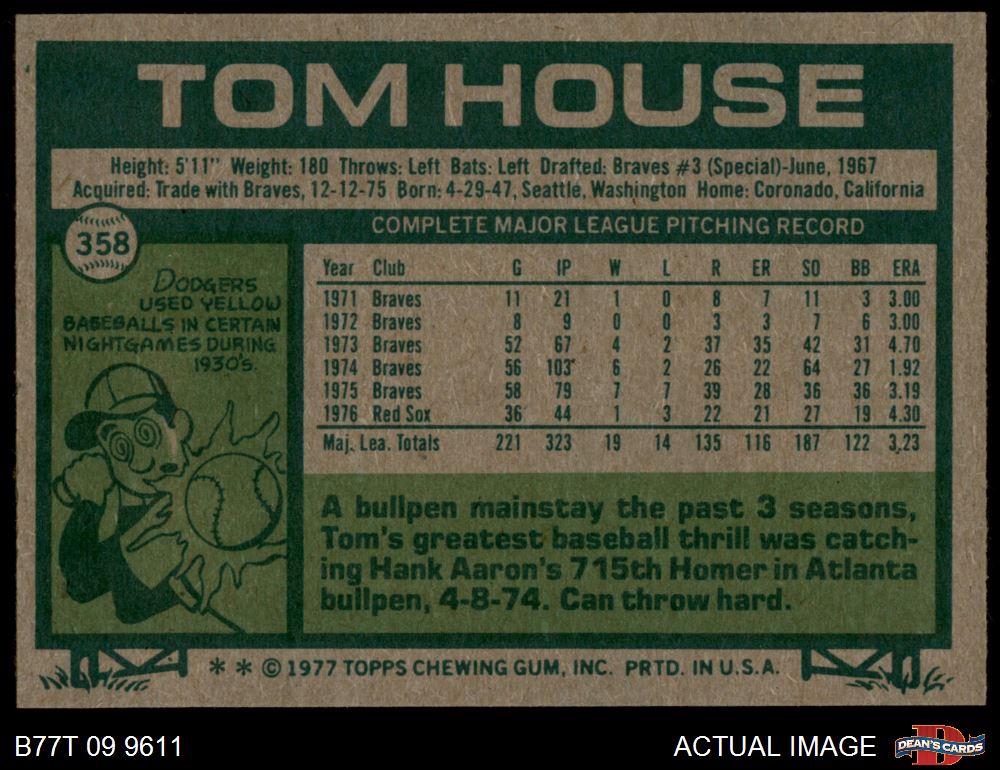 TOM HOUSE
Height: 5'11" Weight: 180 Throws: Left Bats: Left Drafted: Braves #3 (Special)-June, 1967
Acquired: Trade with Braves, 12-12-75 Born: 4-29-47, Seattle, Washington Home: Coronado, California
358
DODGERS
USED YELLOW
BASEBALLS IN CERTAIN
NIGHTGAMES DURING
1930's.
COMPLETE MAJOR LEAGUE PITCHING RECORD
Year Club G IP W L R ER SO BB ERA
1971 Braves 11 21 1 0 8 7 11 3 3.00
1972 Braves 8 9 0 0 3 3 7 6 3.00
1973 Braves 52 67 4 2 37 35 42 31 4.70
1974 Braves 56 103 6 2 26 22 64 27 1.92
1975 Braves 58 79 7 7 39 28 36 36 3.19
1976 Red Sox 36 44 1 3 22 21 27 19 4.30
Maj. Lea. Totals 221 323 19 14 135 116 187 122 3.23
A bullpen mainstay the past 3 seasons,
Tom's greatest baseball thrill was catch-
ing Hank Aaron's 715th Homer in Atlanta
bullpen, 4-8-74. Can throw hard.
* * © 1977 TOPPS CHEWING GUM, INC. PRTD. IN U.S.A.
B77T 09 9611
ACTUAL IMAGE
D
DEAN'S CARDS